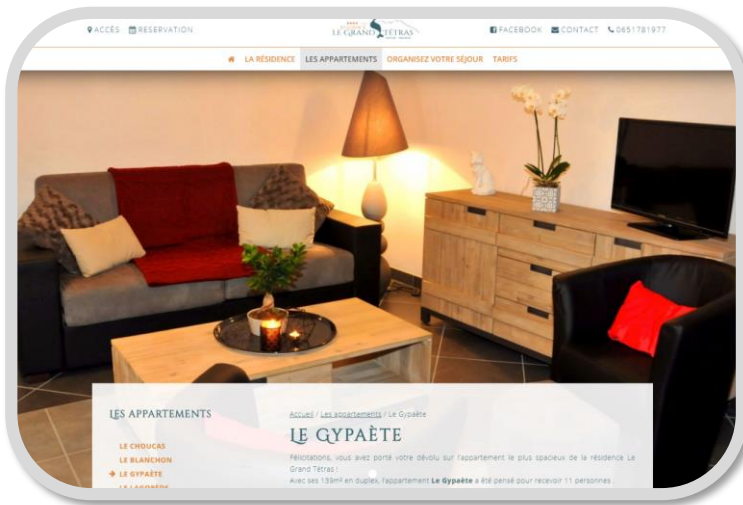 ACCÈS RESERVATION
LE GRAND TÉTRAS
FACEBOOK CONTACT 0651781977
LA RÉSIDENCE LES APPARTEMENTS ORGANISEZ VOTRE SÉJOUR TARIFS
LES APPARTEMENTS
LE CHOUCAS
LE BLANCHON
LE GYPAÈTE
LE LAGOPÈDE
Accueil / Les appartements / Le Gypaète
LE GYPAÈTE
Félicitations, vous avez porté votre dévolu sur l'appartement le plus spacieux de la résidence Le
Grand Tétras !
Avec ses 139m² en duplex, l'appartement Le Gypaète a été pensé pour recevoir 11 personnes